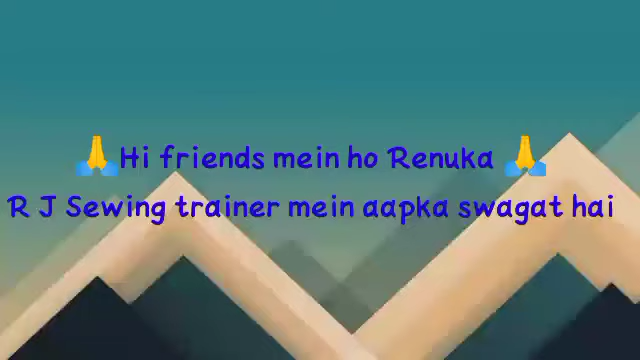 🙏Hi friends mein ho Renuka 🙏
R J Sewing trainer mein aapka swagat hai